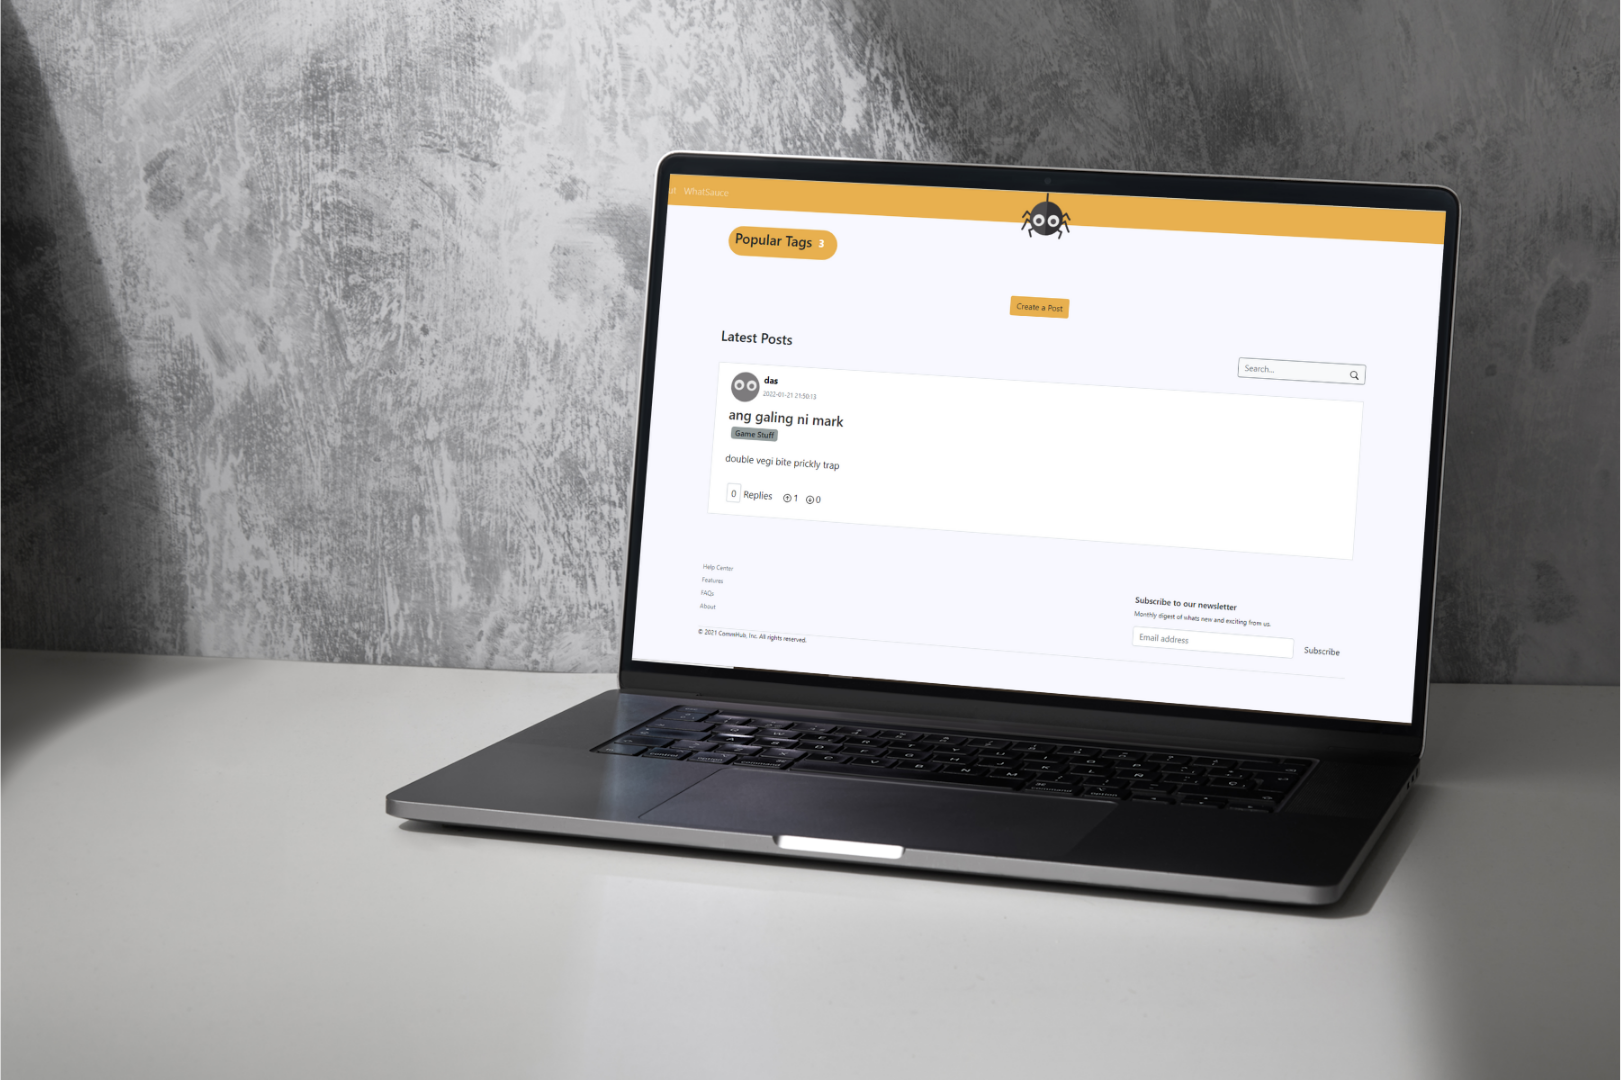 ut WhatSauce
Popular Tags 3
Create a Post
Latest Posts
Search...
das
2022-01-21 21:50:13
ang galing ni mark
Game Stuff
double vegi bite prickly trap
0 Replies 1 0
Help Center
Features
FAQs
About
Subscribe to our newsletter
Monthly digest of whats new and exciting from us.
Email address
Subscribe
© 2021 CommHub, Inc. All rights reserved.